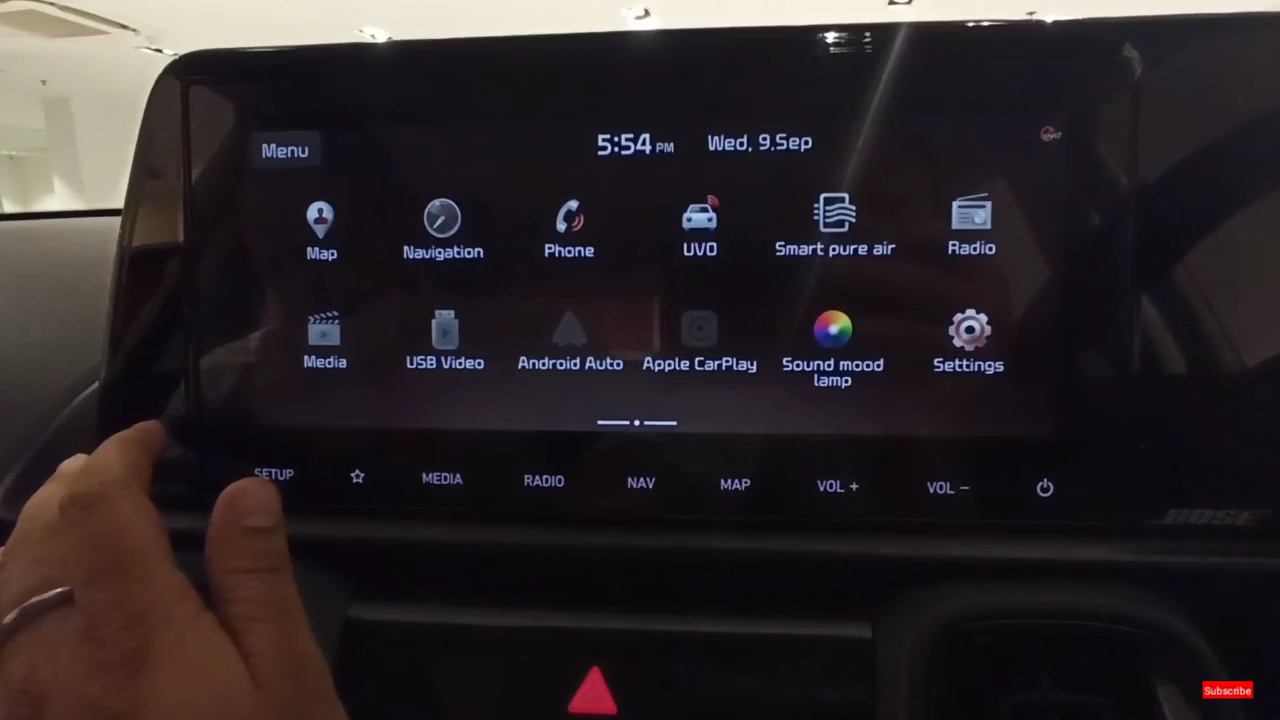 Menu
5:54 PM Wed, 9.Sep
Map
Navigation
Phone
UVO
Smart pure air
Radio
Media
USB Video
Android Auto
Apple CarPlay
Sound mood
lamp
Settings
SETUP
MEDIA
RADIO
NAV
MAP
VOL +
VOL −
BOSE
Subscribe